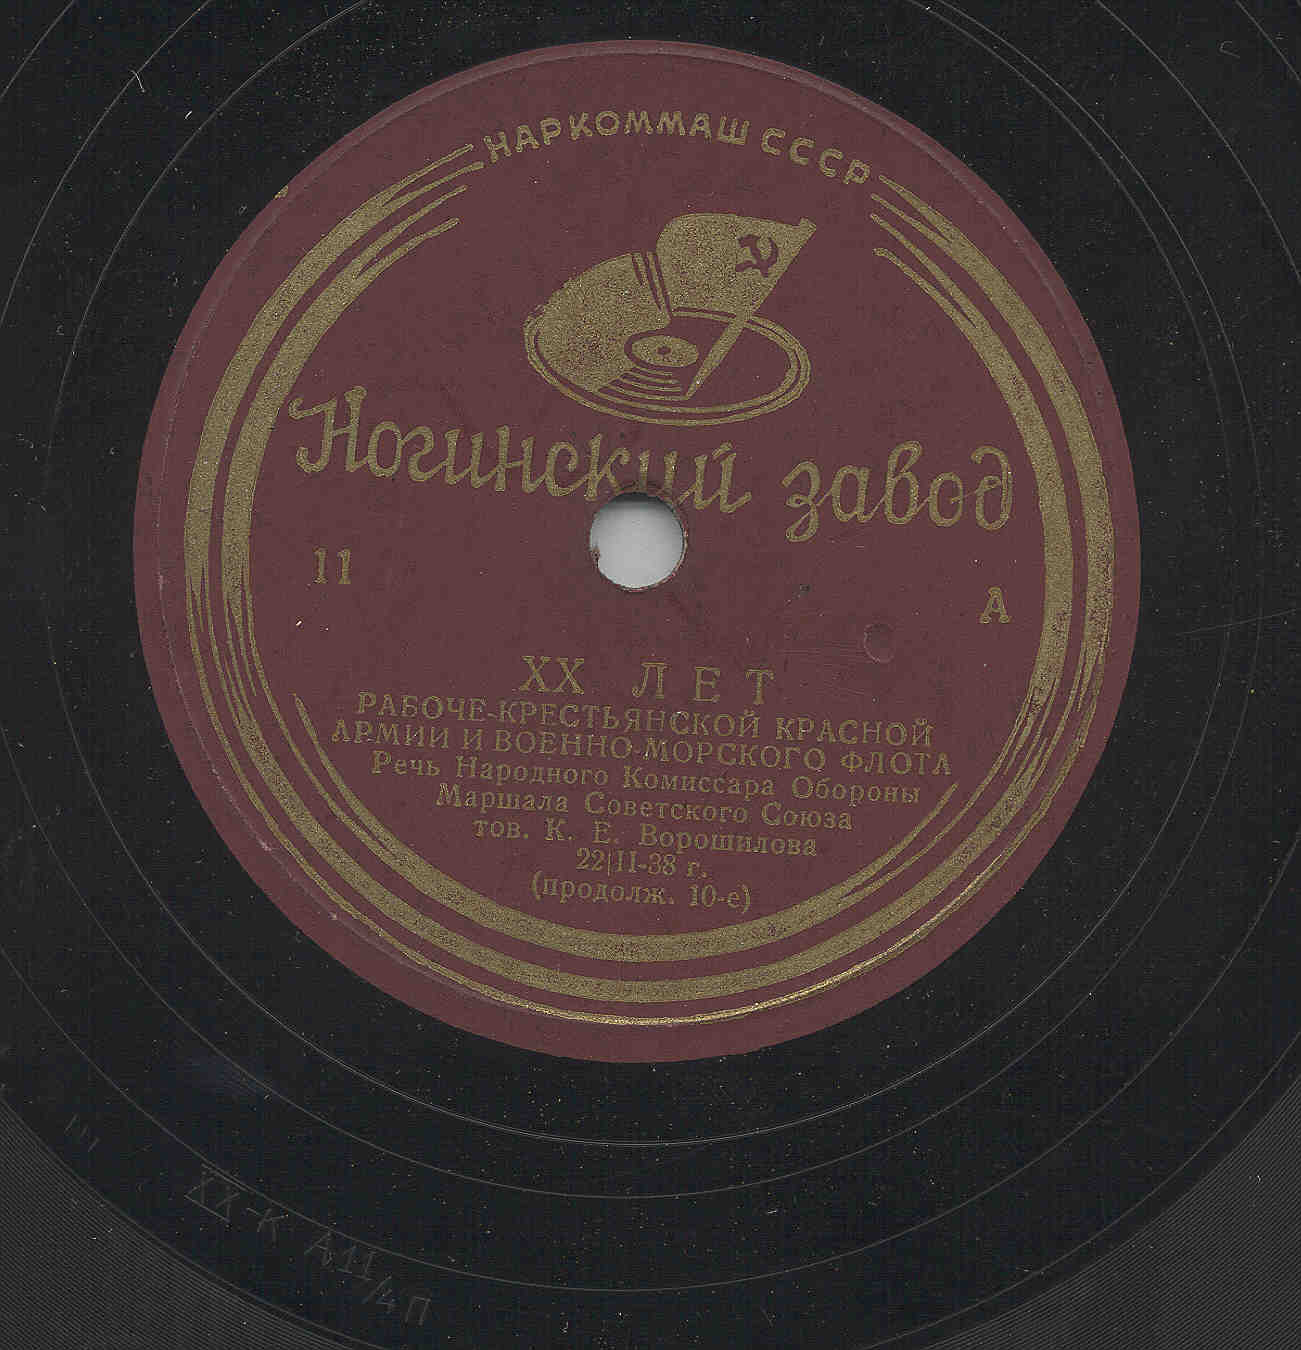 НАРКОММАШ СССР
Ногинский завод
11
А
XX ЛЕТ
РАБОЧЕ-КРЕСТЬЯНСКОЙ КРАСНОЙ
АРМИИ И ВОЕННО-МОРСКОГО ФЛОТА
Речь Народного Комиссара Обороны
Маршала Советского Союза
тов. К. Е. Ворошилова
22|II-38 г.
(продолж. 10-е)
XX-К А11/4 П